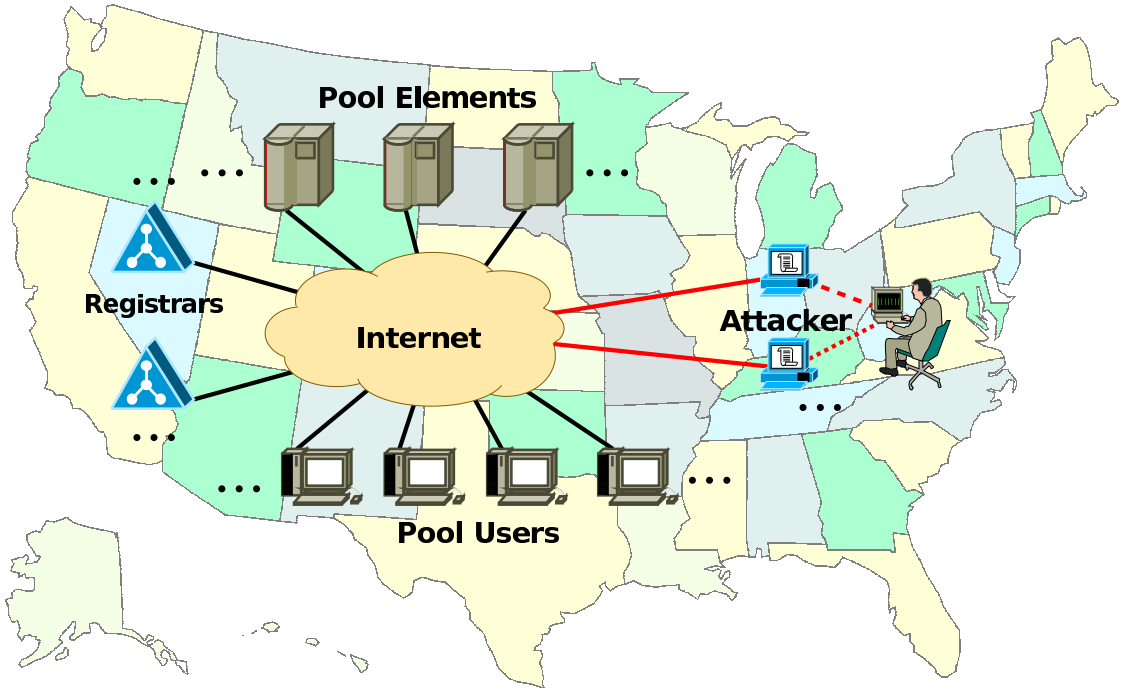 Pool Elements
Registrars
Internet
Attacker
Pool Users